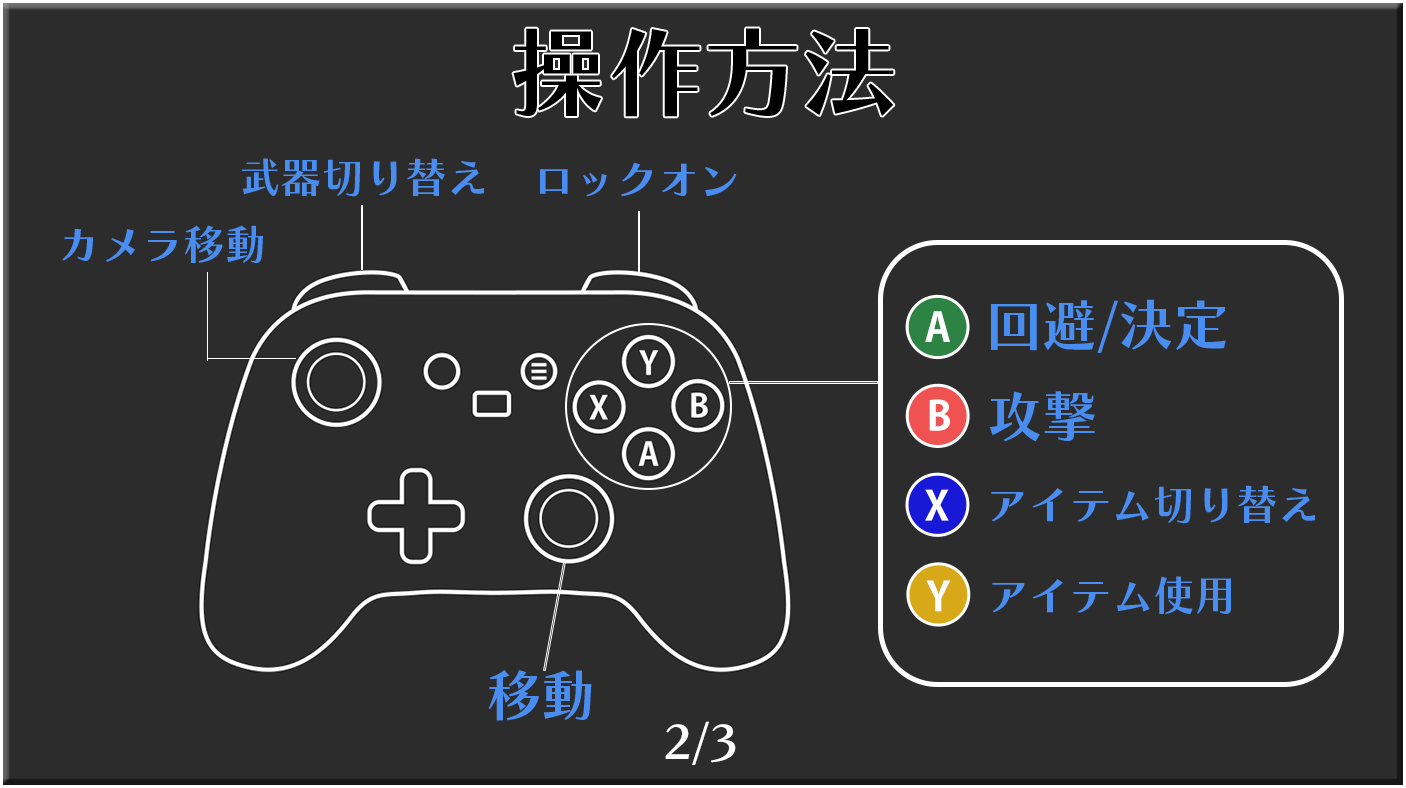 操作方法
武器切り替え
ロックオン
カメラ移動
Y
X
B
A
A 回避/決定
B 攻撃
X アイテム切り替え
Y アイテム使用
移動
2/3